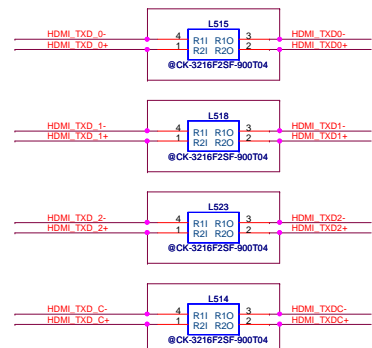 L515
HDMI_TXD_0- 4 R1I R1O 3 HDMI_TXD0-
HDMI_TXD_0+ 1 R2I R2O 2 HDMI_TXD0+
@CK-3216F2SF-900T04
L518
HDMI_TXD_1- 4 R1I R1O 3 HDMI_TXD1-
HDMI_TXD_1+ 1 R2I R2O 2 HDMI_TXD1+
@CK-3216F2SF-900T04
L523
HDMI_TXD_2- 4 R1I R1O 3 HDMI_TXD2-
HDMI_TXD_2+ 1 R2I R2O 2 HDMI_TXD2+
@CK-3216F2SF-900T04
L514
HDMI_TXD_C- 4 R1I R1O 3 HDMI_TXDC-
HDMI_TXD_C+ 1 R2I R2O 2 HDMI_TXDC+
@CK-3216F2SF-900T04